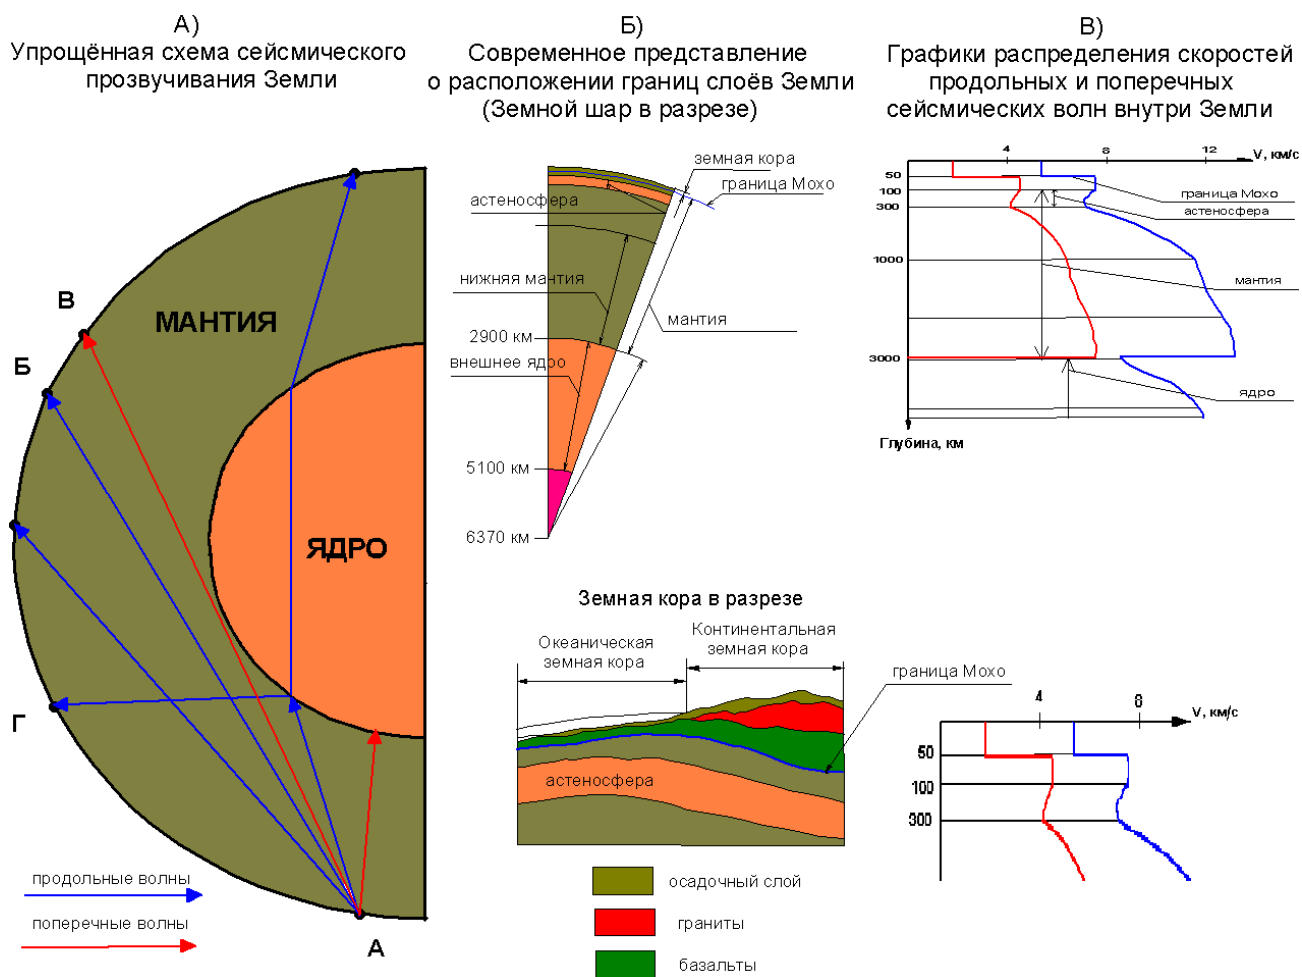 А)
Упрощённая схема сейсмического
прозвучивания Земли
В
Б
Г
А
МАНТИЯ
ЯДРО
продольные волны
поперечные волны
Б)
Современное представление
о расположении границ слоёв Земли
(Земной шар в разрезе)
земная кора
граница Мохо
астеносфера
нижняя мантия
мантия
2900 км
внешнее ядро
5100 км
6370 км
Земная кора в разрезе
Океаническая
земная кора
Континентальная
земная кора
граница Мохо
астеносфера
осадочный слой
граниты
базальты
В)
Графики распределения скоростей
продольных и поперечных
сейсмических волн внутри Земли
4 8 12 V, км/с
50
100
300
1000
3000
граница Мохо
астеносфера
мантия
ядро
Глубина, км
4 8
V, км/с
50
100
300